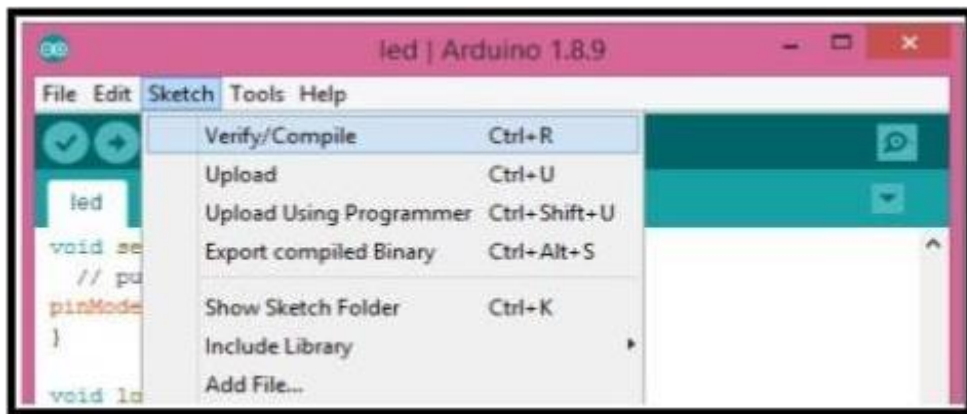 led | Arduino 1.8.9
File Edit Sketch Tools Help
Verify/Compile Ctrl+R
Upload Ctrl+U
led
Upload Using Programmer Ctrl+Shift+U
void se
Export compiled Binary Ctrl+Alt+S
// pu
pinMode
Show Sketch Folder Ctrl+K
}
Include Library
Add File...
void lo